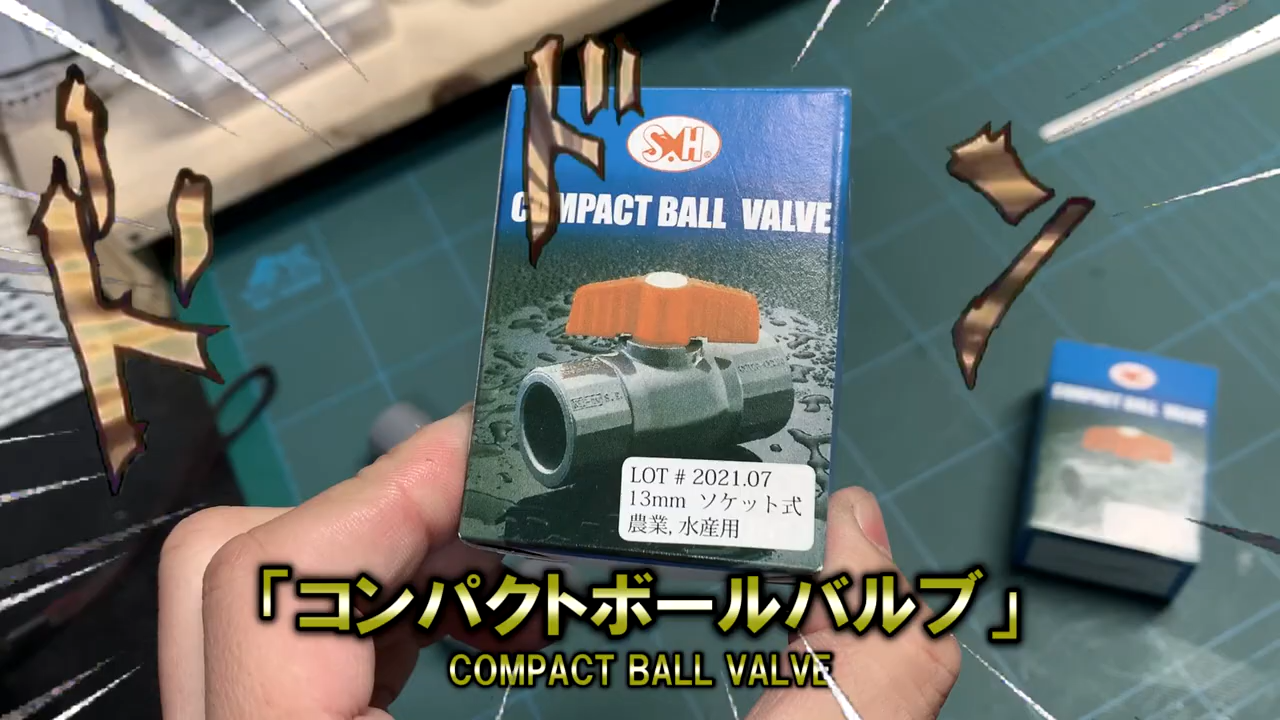 ドドン
S.H®
COMPACT BALL VALVE
LOT # 2021.07
13mm ソケット式
農業, 水産用
S.H
COMPACT BALL VALVE
「コンパクトボールバルブ」
COMPACT BALL VALVE